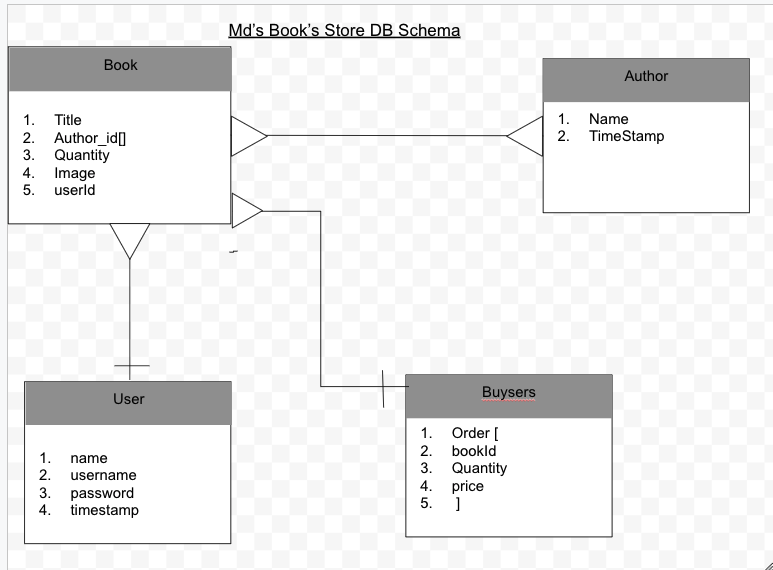 Md's Book's Store DB Schema
Book
1. Title
2. Author_id[]
3. Quantity
4. Image
5. userId
Author
1. Name
2. TimeStamp
User
1. name
2. username
3. password
4. timestamp
Buysers
1. Order [
2. bookId
3. Quantity
4. price
5. ]